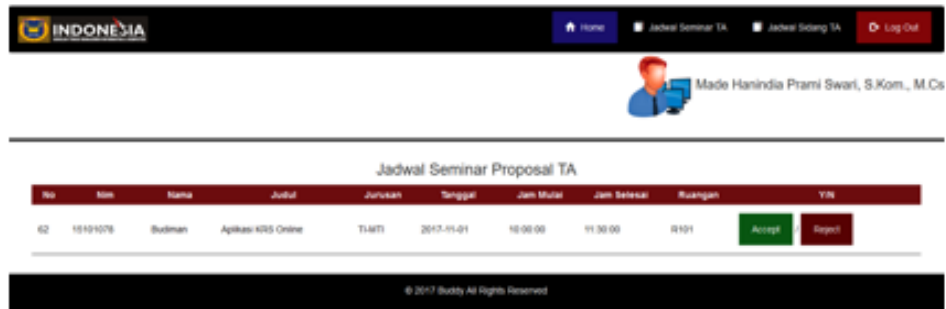 INDONESIA
Home Jadwal Seminar TA Jadwal Sidang TA Log Out
Made Hanindia Prami Swari, S.Kom., M.Cs
Jadwal Seminar Proposal TA
No Nim Nama Judul Jurusan Tanggal Jam Mulai Jam Selesai Ruangan Y/N
62 15101078 Budiman Aplikasi KRS Online TI-MTI 2017-11-01 10:00:00 11:30:00 R101 Accept / Reject
© 2017 Buddy All Rights Reserved